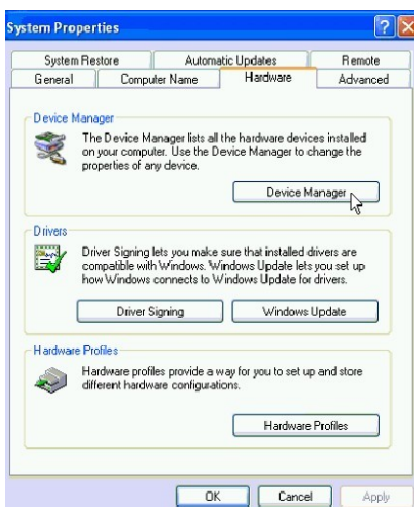 System Properties
System Restore Automatic Updates Remote
General Computer Name Hardware Advanced
Device Manager
The Device Manager lists all the hardware devices installed
on your computer. Use the Device Manager to change the
properties of any device.
Device Manager
Drivers
Driver Signing lets you make sure that installed drivers are
compatible with Windows. Windows Update lets you set up
how Windows connects to Windows Update for drivers.
Driver Signing Windows Update
Hardware Profiles
Hardware profiles provide a way for you to set up and store
different hardware configurations.
Hardware Profiles
OK Cancel Apply